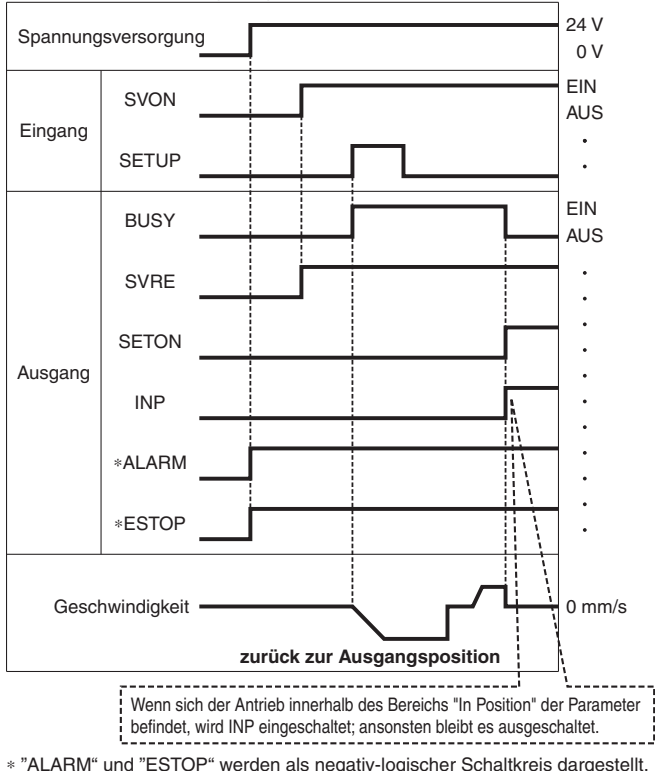 Spannungsversorgung
24 V
0 V
Eingang
SVON
EIN
AUS
SETUP
Ausgang
BUSY
EIN
AUS
SVRE
SETON
INP
*ALARM
*ESTOP
Geschwindigkeit
0 mm/s
zurück zur Ausgangsposition
Wenn sich der Antrieb innerhalb des Bereichs "In Position" der Parameter
befindet, wird INP eingeschaltet; ansonsten bleibt es ausgeschaltet.
* "ALARM“ und "ESTOP“ werden als negativ-logischer Schaltkreis dargestellt.